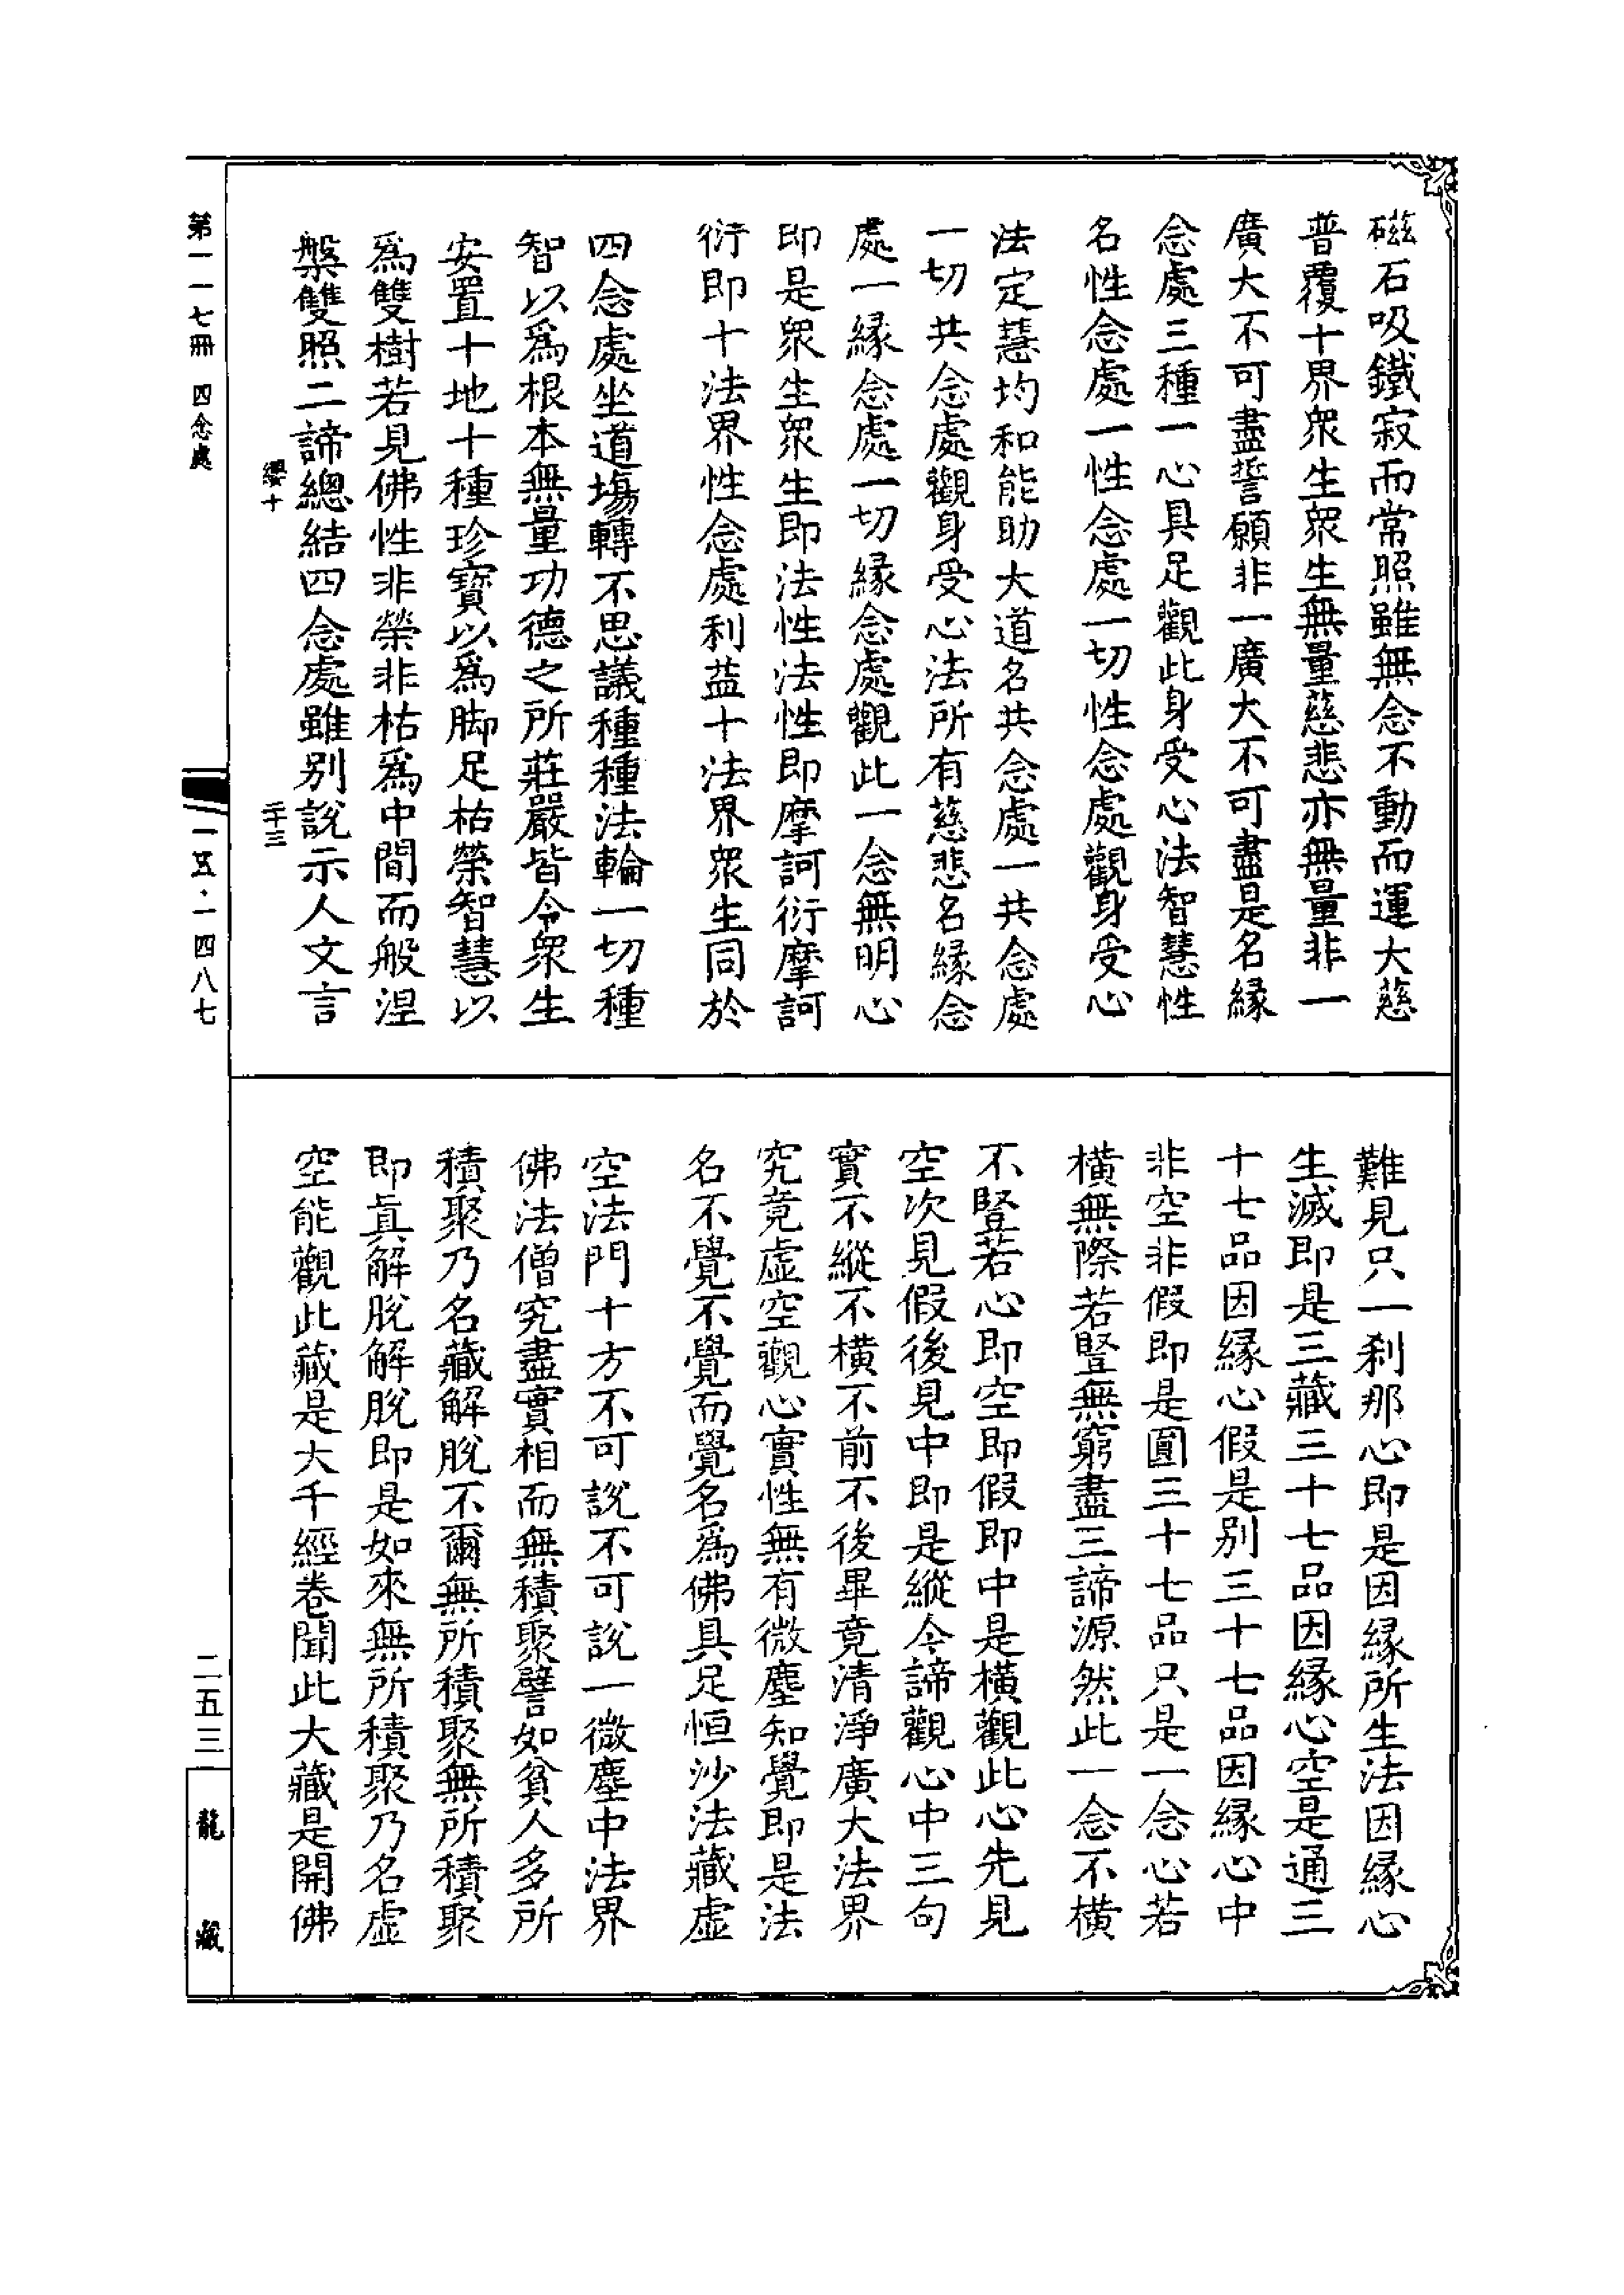 磁石吸鐵寂而常照雖無念不動而運大慈
普覆十界衆生衆生無量慈悲亦無量非一
廣大不可盡誓願非一廣大不可盡是名緣
念處三種一心具足觀此身受心法智慧性
名性念處一性念處一切性念處觀身受心
法定慧均和能助大道名共念處一共念處
一切共念處觀身受心法所有慈悲名緣念
處一緣念處一切緣念處觀此一念無明心
即是衆生衆生即法性法性即摩訶衍摩訶
衍即十法界性念處利益十法界衆生同於
四念處坐道塲轉不思議種種法輪一切種
智以爲根本無量功德之所莊嚴皆令衆生
安置十地十種珍寶以爲脚足枯榮智慧以
爲雙樹若見佛性非榮非枯爲中間而般涅
槃雙照二諦總結四念處雖別說示人文言
纓十
二十三
難見只一刹那心即是因緣所生法因緣心
生滅即是三藏三十七品因緣心空是通三
十七品因緣心假是別三十七品因緣心中
非空非假即是圓三十七品只是一念心若
橫無際若豎無窮盡三諦源然此一念不橫
不豎若心即空即假即中是橫觀此心先見
空次見假後見中即是縱今諦觀心中三句
實不縱不橫不前不後畢竟清淨廣大法界
究竟虛空觀心實性無有微塵知覺即是法
名不覺不覺而覺名爲佛具足恒沙法藏虛
空法門十方不可說不可說一微塵中法界
佛法僧究盡實相而無積聚譬如貧人多所
積聚乃名藏解脫不爾無所積聚無所積聚
即眞解脫解脫即是如來無所積聚乃名虛
空能觀此藏是大千經卷聞此大藏是開佛
第一一七冊 四念處
一五·一四八七
二五三
龍藏